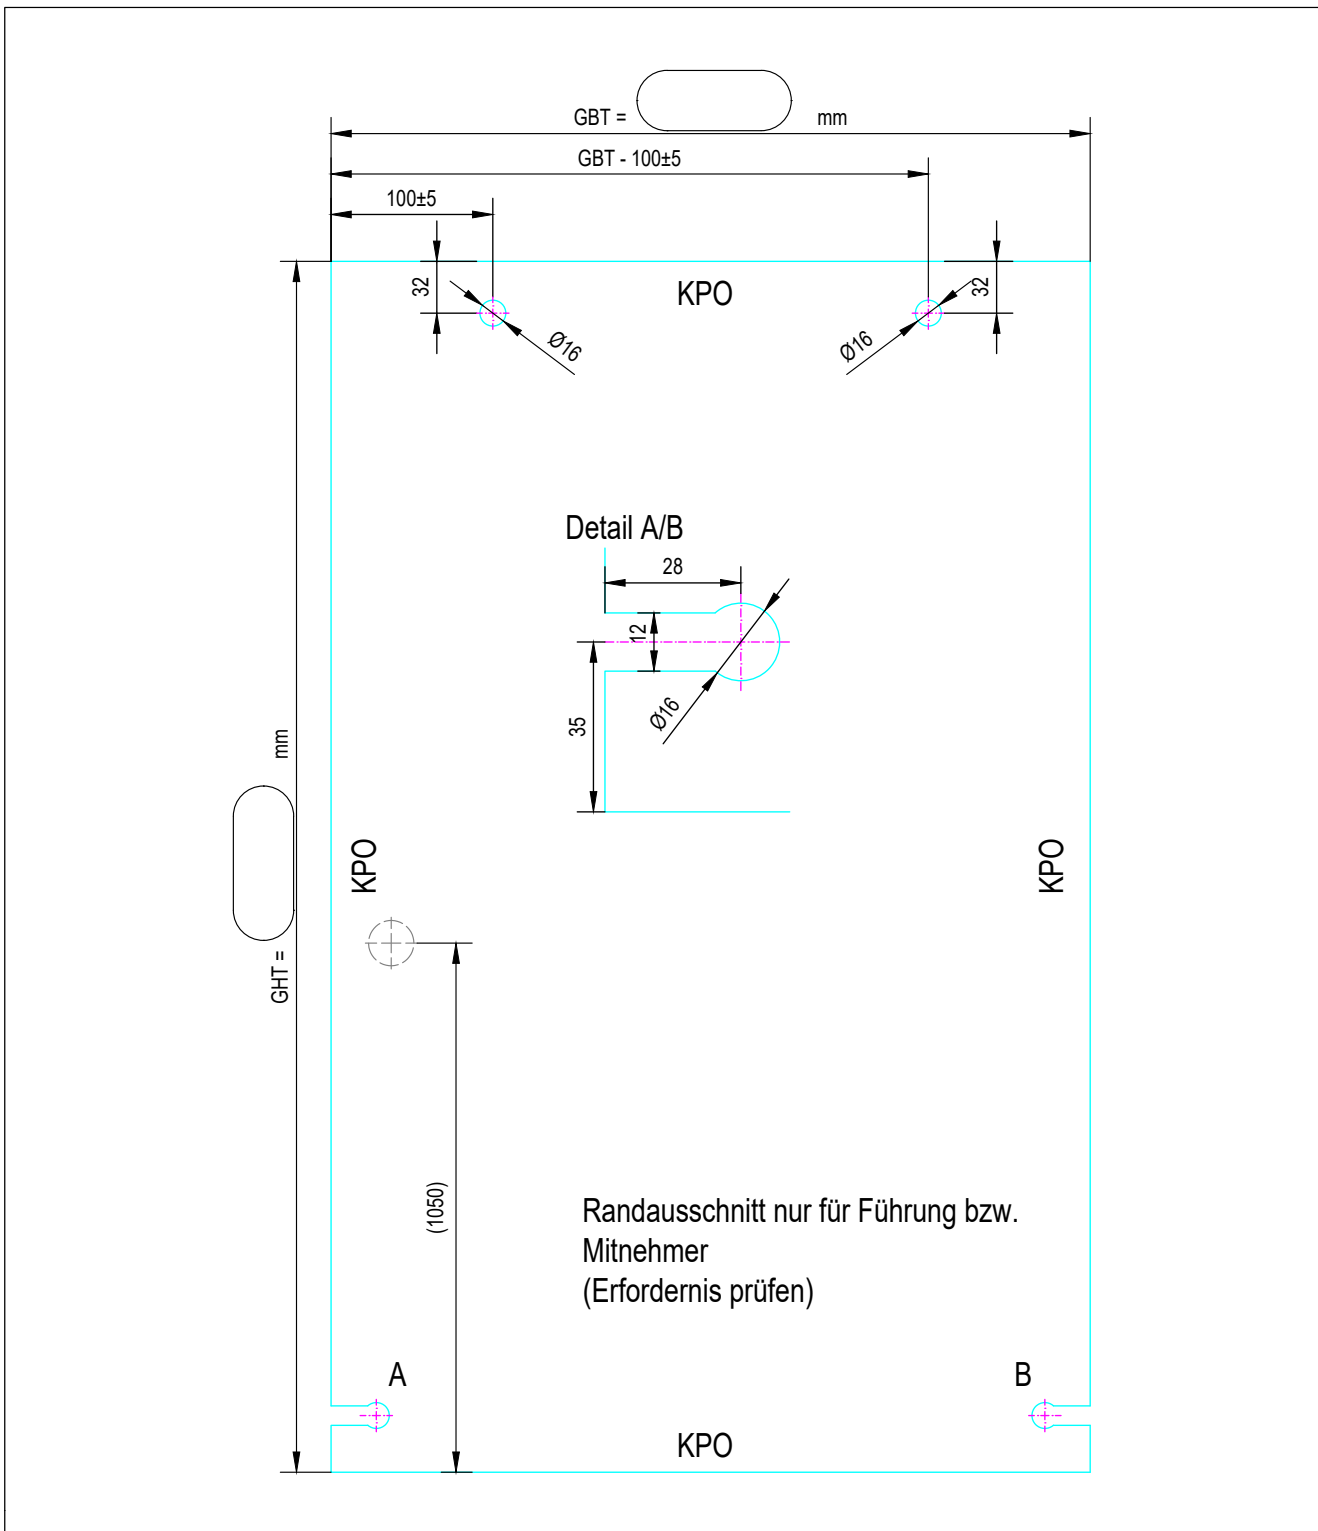 GBT = mm
GBT - 100±5
100±5
32
KPO
32
Ø16
Ø16
Detail A/B
28
12
Ø16
35
GHT = mm
KPO
KPO
(1050)
Randausschnitt nur für Führung bzw.
Mitnehmer
(Erfordernis prüfen)
A
B
KPO